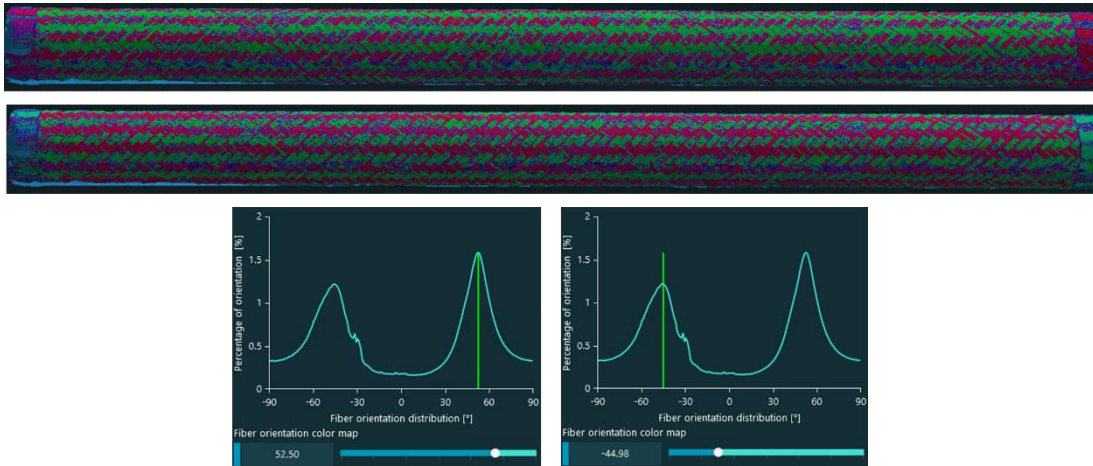 2
1.5
1
0.5
0
Percentage of orientation [%]
-90 -60 -30 0 30 60 90
Fiber orientation distribution [°]
Fiber orientation color map
52.50
2
1.5
1
0.5
0
Percentage of orientation [%]
-90 -60 -30 0 30 60 90
Fiber orientation distribution [°]
Fiber orientation color map
-44.98